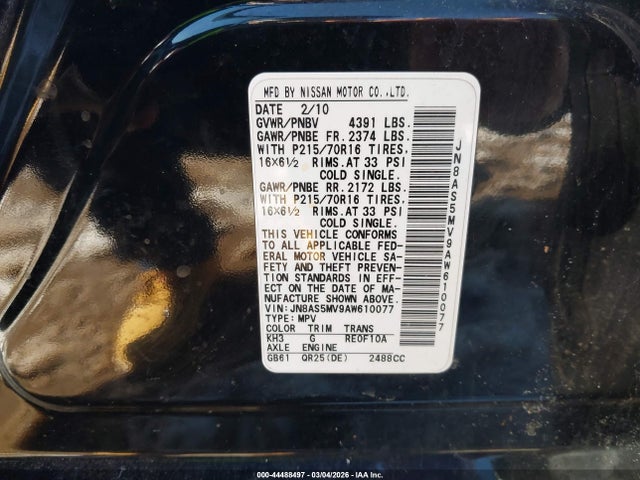 MFD BY NISSAN MOTOR CO.,LTD.
DATE 2/10
GVWR/PNBV 4391 LBS.
GAWR/PNBE FR. 2374 LBS.
WITH P215/70R16 TIRES,
16X6½ RIMS.AT 33 PSI
COLD SINGLE.
GAWR/PNBE RR. 2172 LBS.
WITH P215/70R16 TIRES,
16X6½ RIMS.AT 33 PSI
COLD SINGLE.
THIS VEHICLE CONFORMS
TO ALL APPLICABLE FED-
ERAL MOTOR VEHICLE SA-
FETY AND THEFT PREVEN-
TION STANDARDS IN EFF-
ECT ON THE DATE OF MA-
NUFACTURE SHOWN ABOVE.
VIN: JN8AS5MV9AW610077
TYPE: MPV
COLOR TRIM TRANS
KH3 G RE0F10A
AXLE ENGINE
GB61 QR25(DE) 2488CC
JN8AS5MV9AW610077
000-44488497 - 03/04/2026 - IAA Inc.